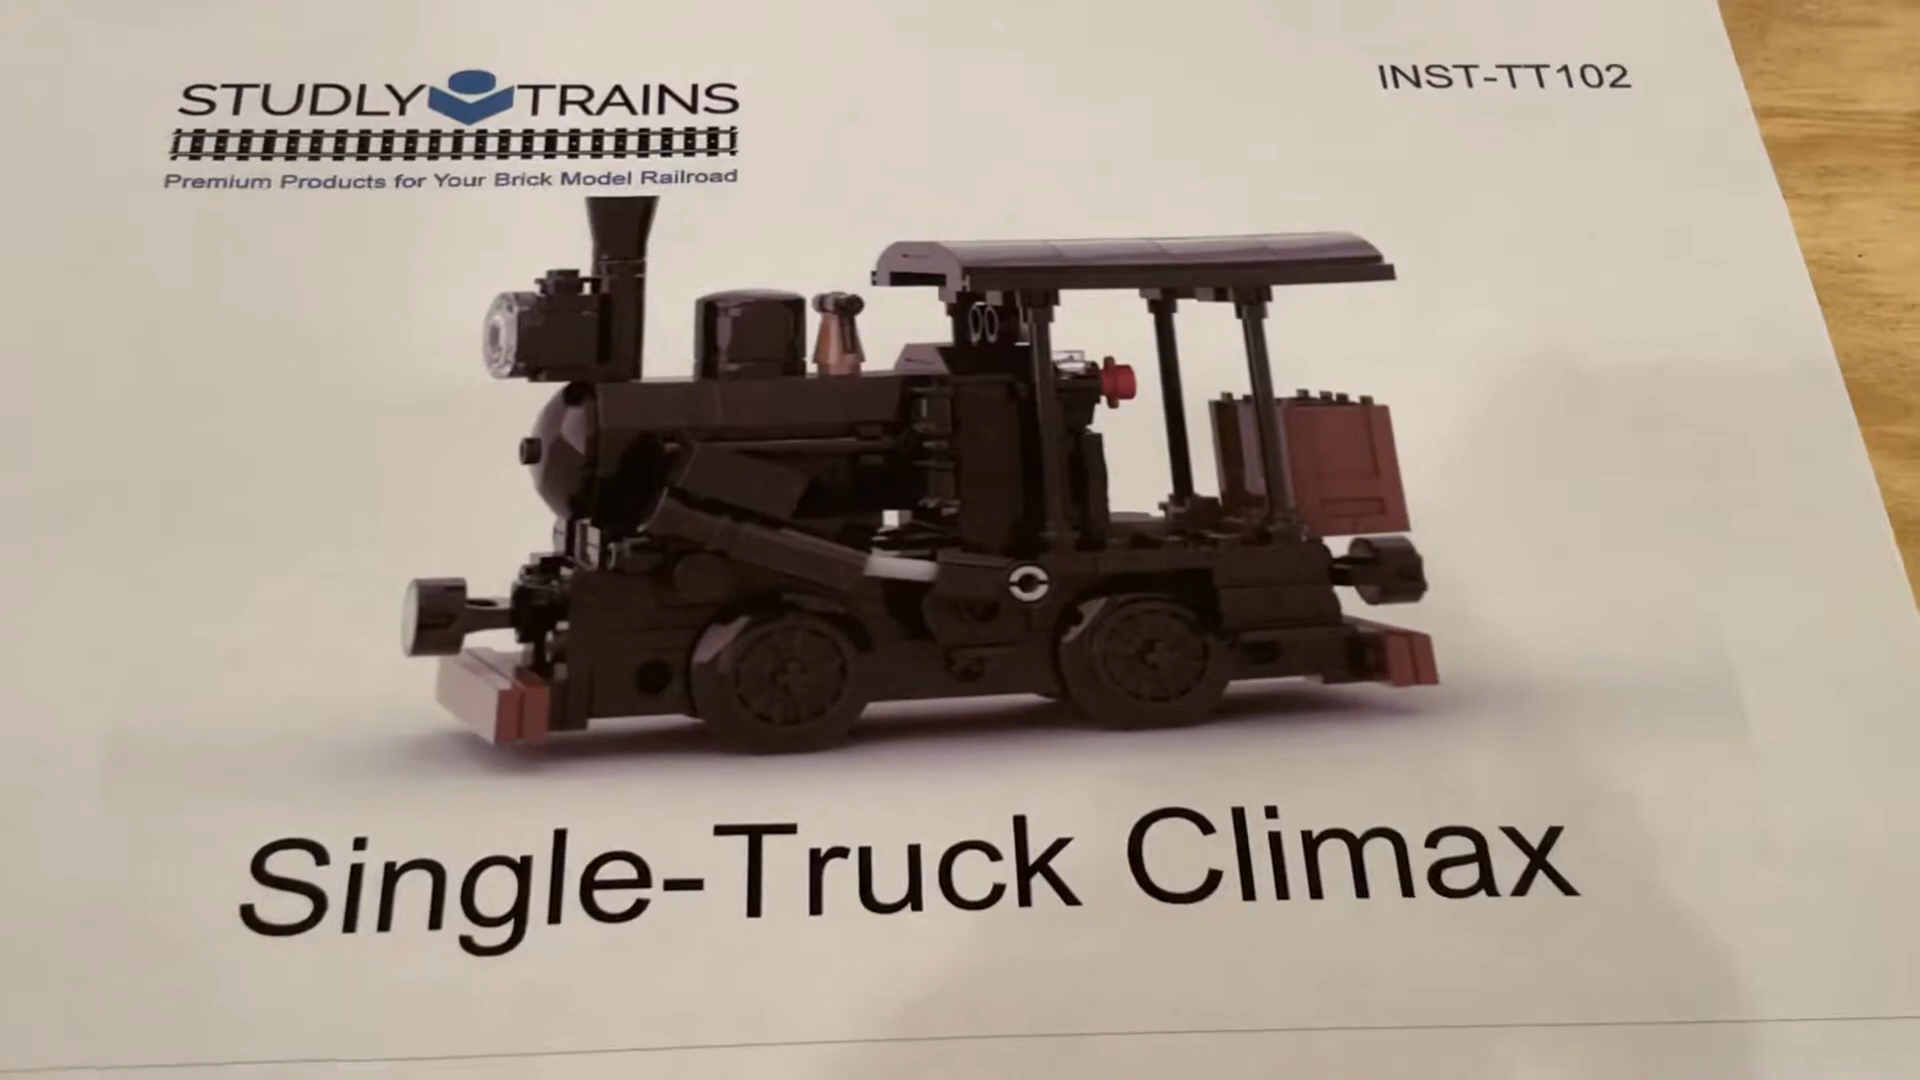 STUDLY TRAINS
INST-TT102
Premium Products for Your Brick Model Railroad
Single-Truck Climax